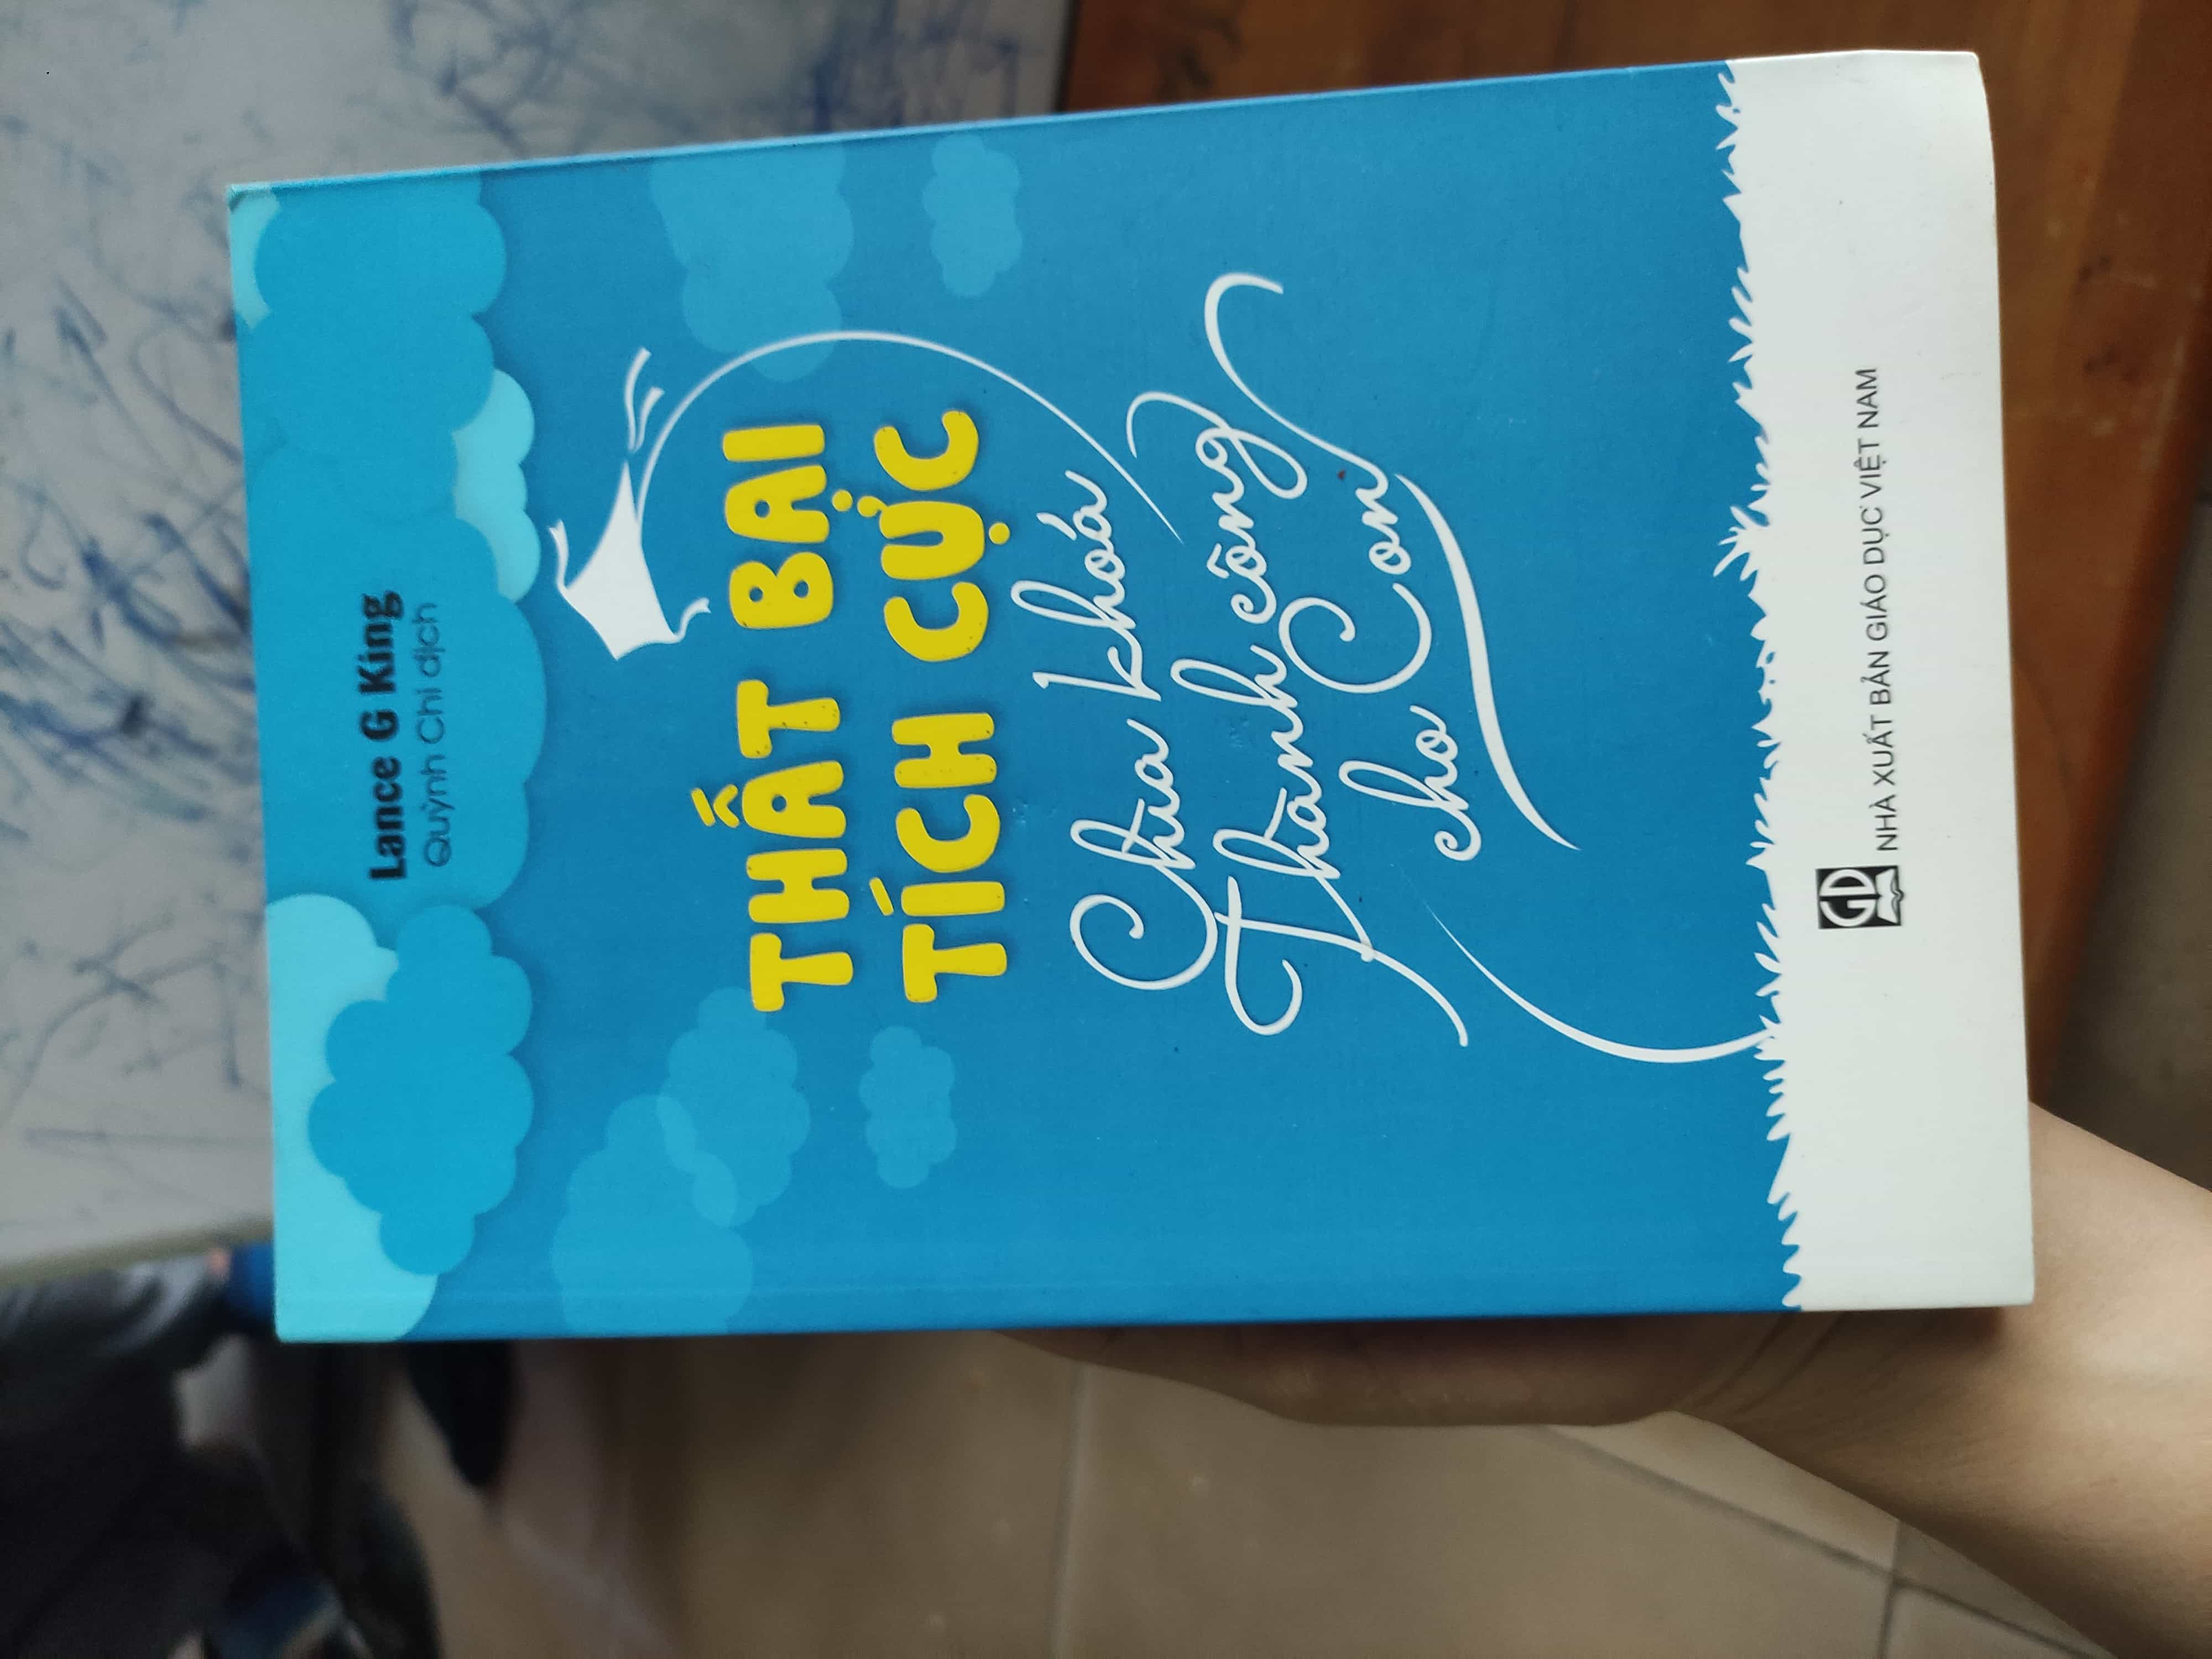 Lance G King
Quỳnh Chi dịch
THẤT BẠI
TÍCH CỰC
Chìa khoá
Thành công
cho Con
GD
NHÀ XUẤT BẢN GIÁO DỤC VIỆT NAM